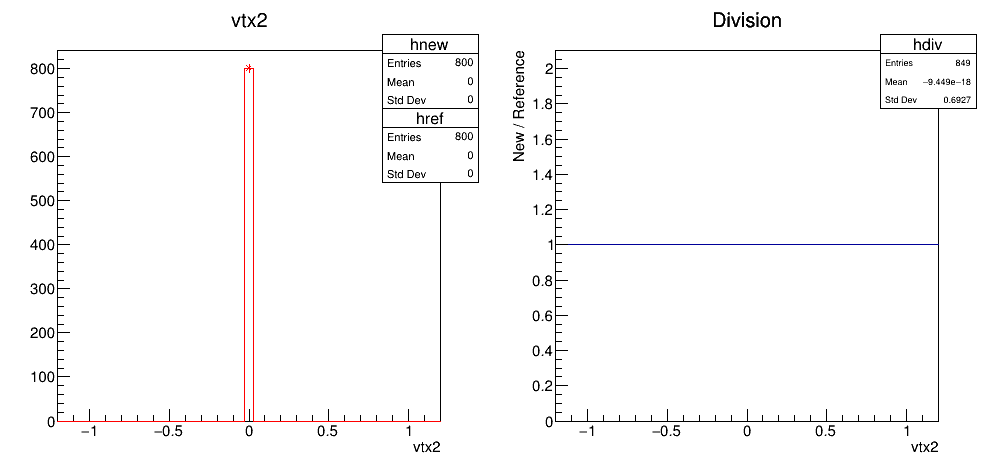 vtx2
hnew
Entries 800
Mean 0
Std Dev 0
href
Entries 800
Mean 0
Std Dev 0
800
700
600
500
400
300
200
100
0
−1 −0.5 0 0.5 1
vtx2
Division
hdiv
Entries 849
Mean −9.449e−18
Std Dev 0.6927
New / Reference
2
1.8
1.6
1.4
1.2
1
0.8
0.6
0.4
0.2
0
−1 −0.5 0 0.5 1
vtx2